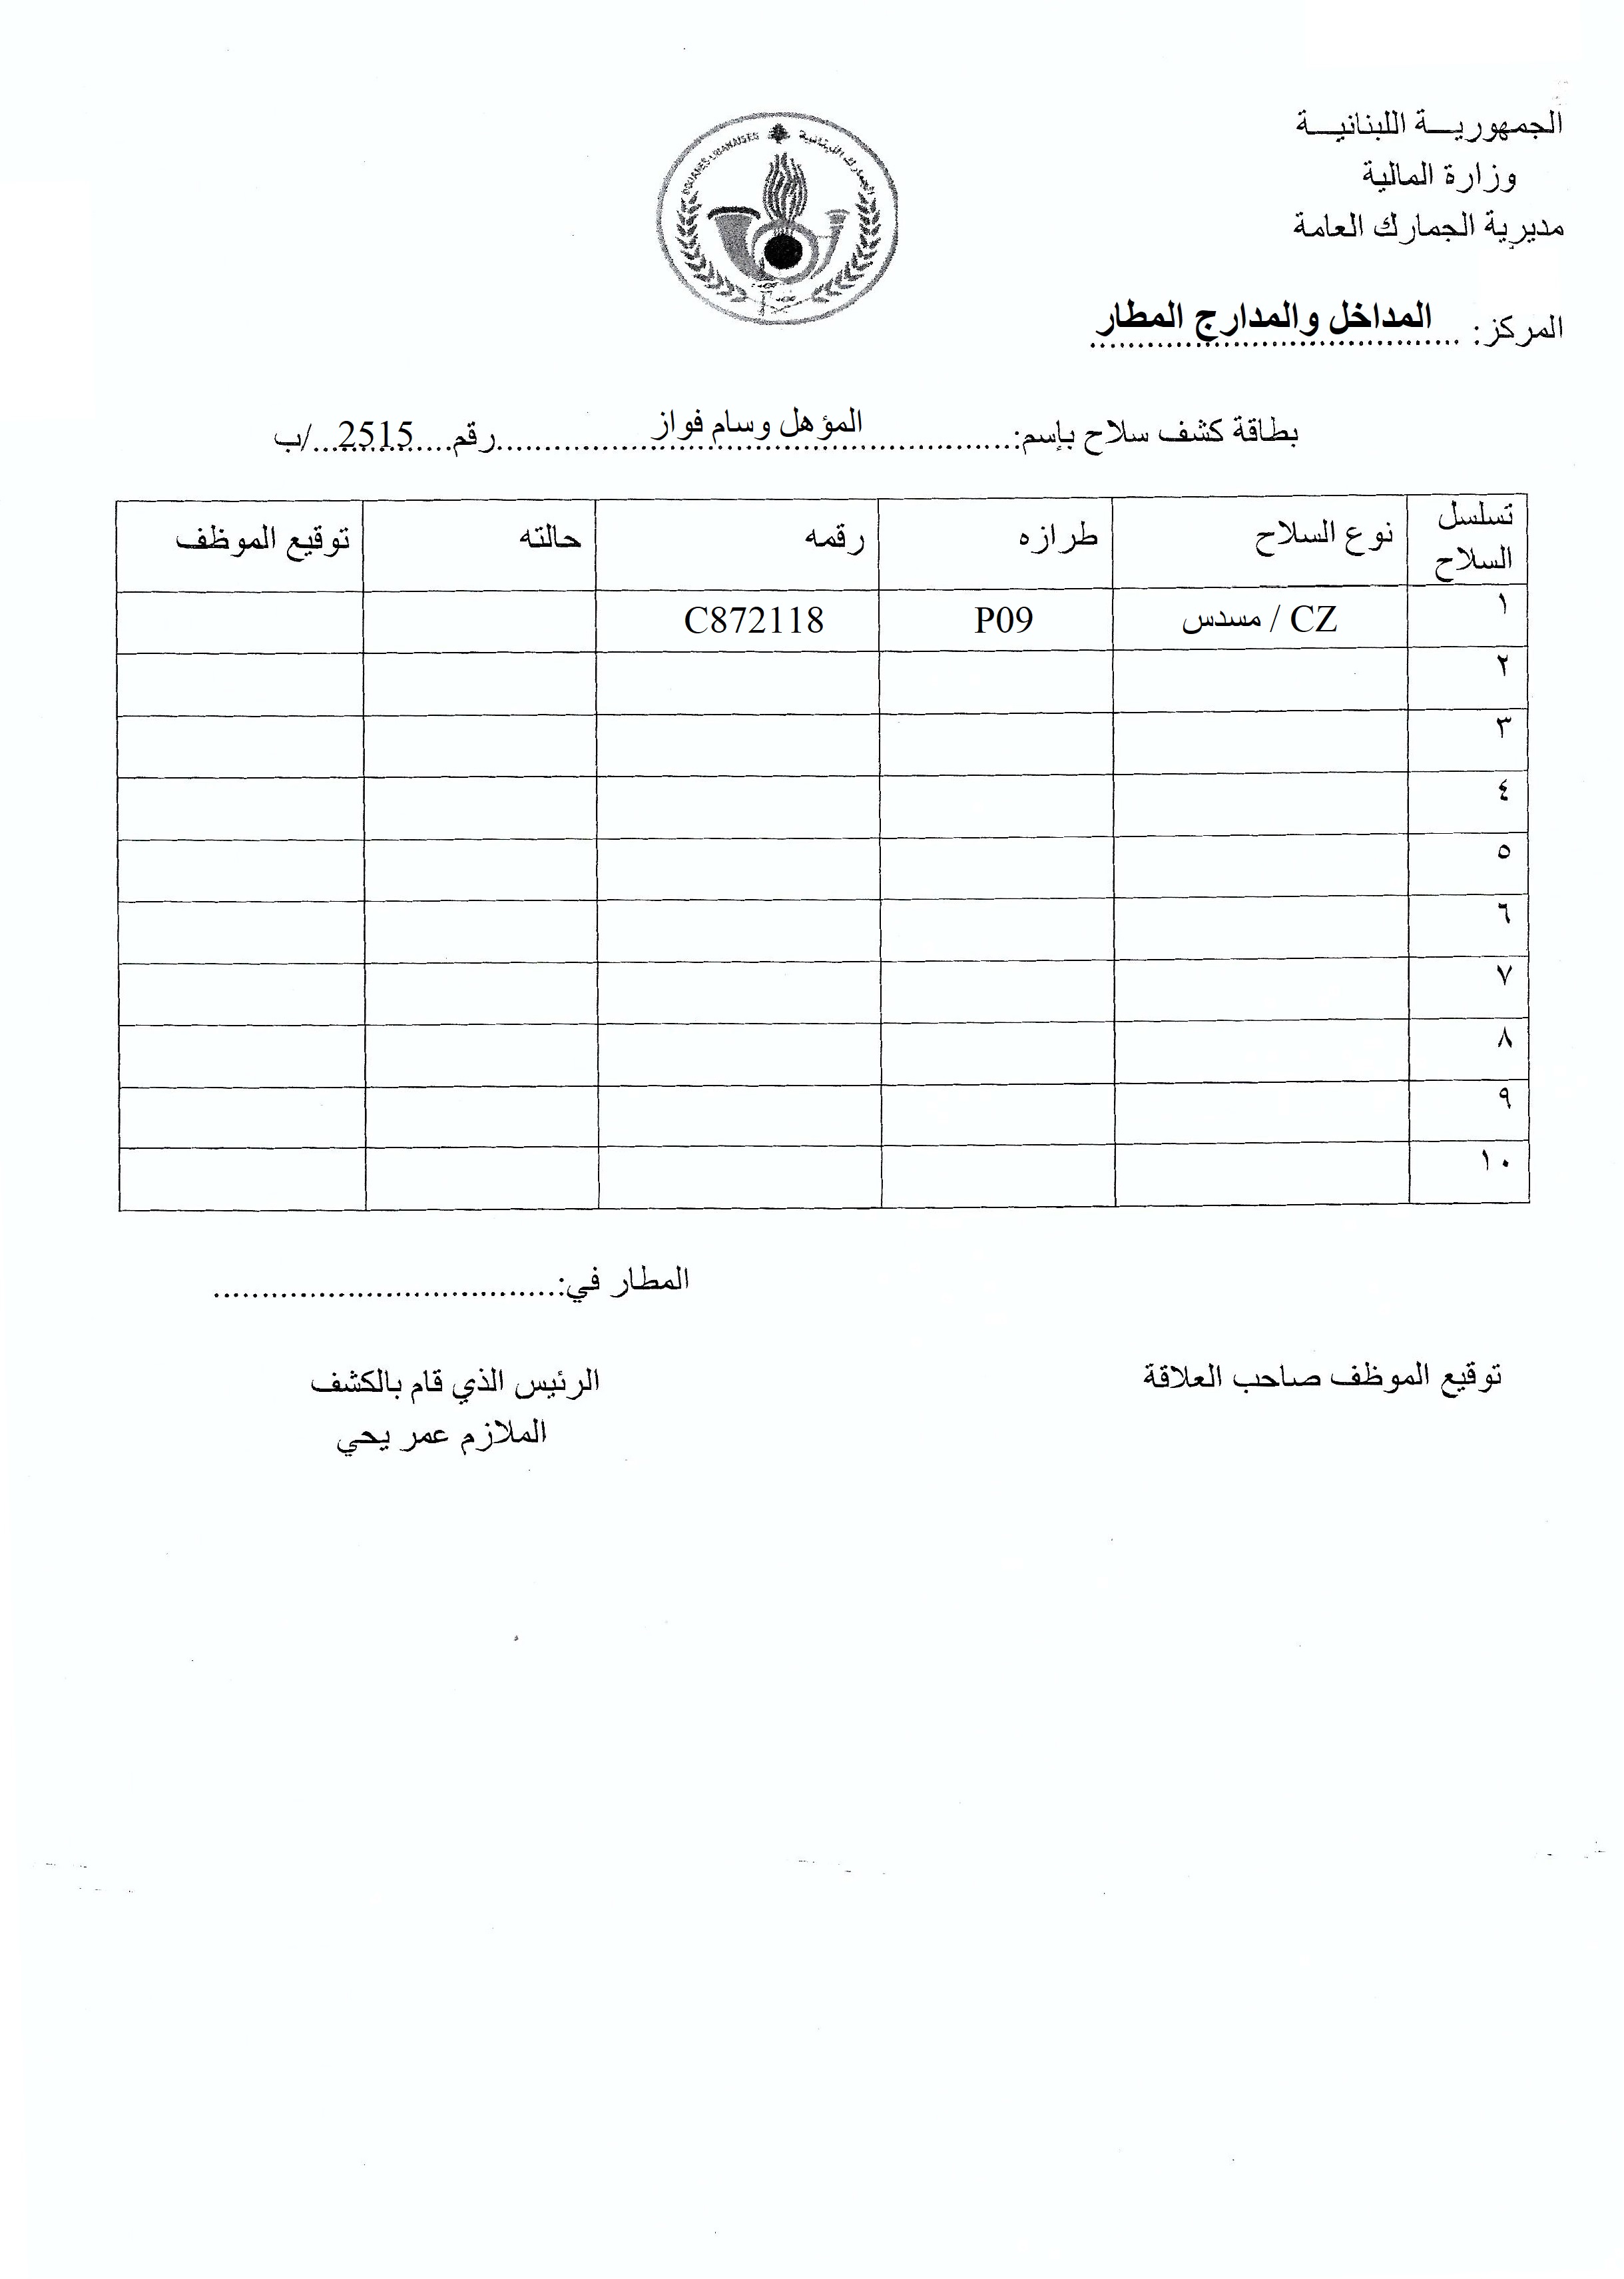 الجمهورية اللبنانية
وزارة المالية
مديرية الجمارك العامة
DOUANES LIBANAISES الجمارك اللبنانية
المركز: المداخل والمدارج المطار
بطاقة كشف سلاح بإسم: المؤهل وسام فواز رقم 2515 /ب
تسلسل السلاح نوع السلاح طرازه رقمه حالته توقيع الموظف
١ CZ / مسدس P09 C872118
٢
٣
٤
٥
٦
٧
٨
٩
١٠
المطار في:
توقيع الموظف صاحب العلاقة الرئيس الذي قام بالكشف
الملازم عمر يحي